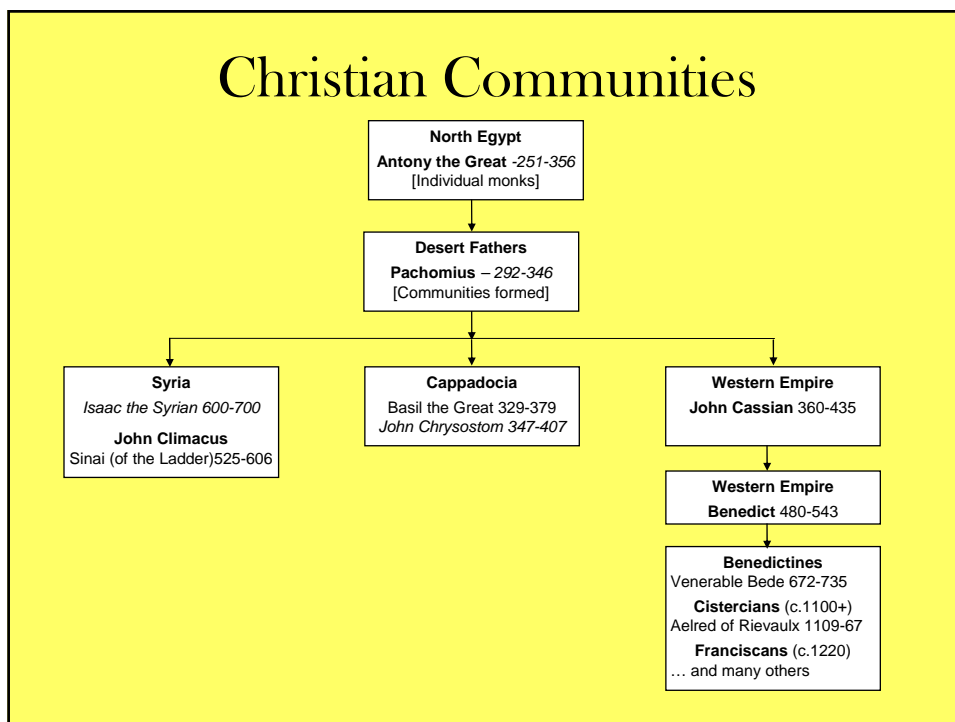 Christian Communities
North Egypt
Antony the Great -251-356
[Individual monks]
Desert Fathers
Pachomius – 292-346
[Communities formed]
Syria
Isaac the Syrian 600-700
John Climacus
Sinai (of the Ladder)525-606
Cappadocia
Basil the Great 329-379
John Chrysostom 347-407
Western Empire
John Cassian 360-435
Western Empire
Benedict 480-543
Benedictines
Venerable Bede 672-735
Cistercians (c.1100+)
Aelred of Rievaulx 1109-67
Franciscans (c.1220)
… and many others